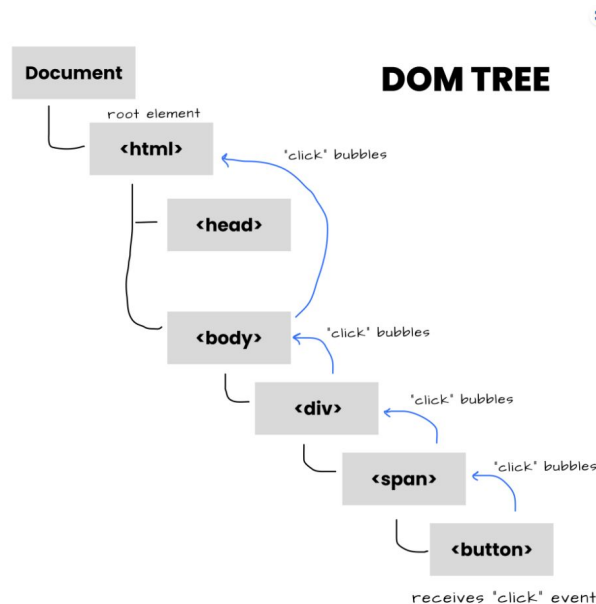 Document
DOM TREE
root element
<html>
"click" bubbles
<head>
<body>
"click" bubbles
<div>
"click" bubbles
<span>
"click" bubbles
<button>
receives "click" event